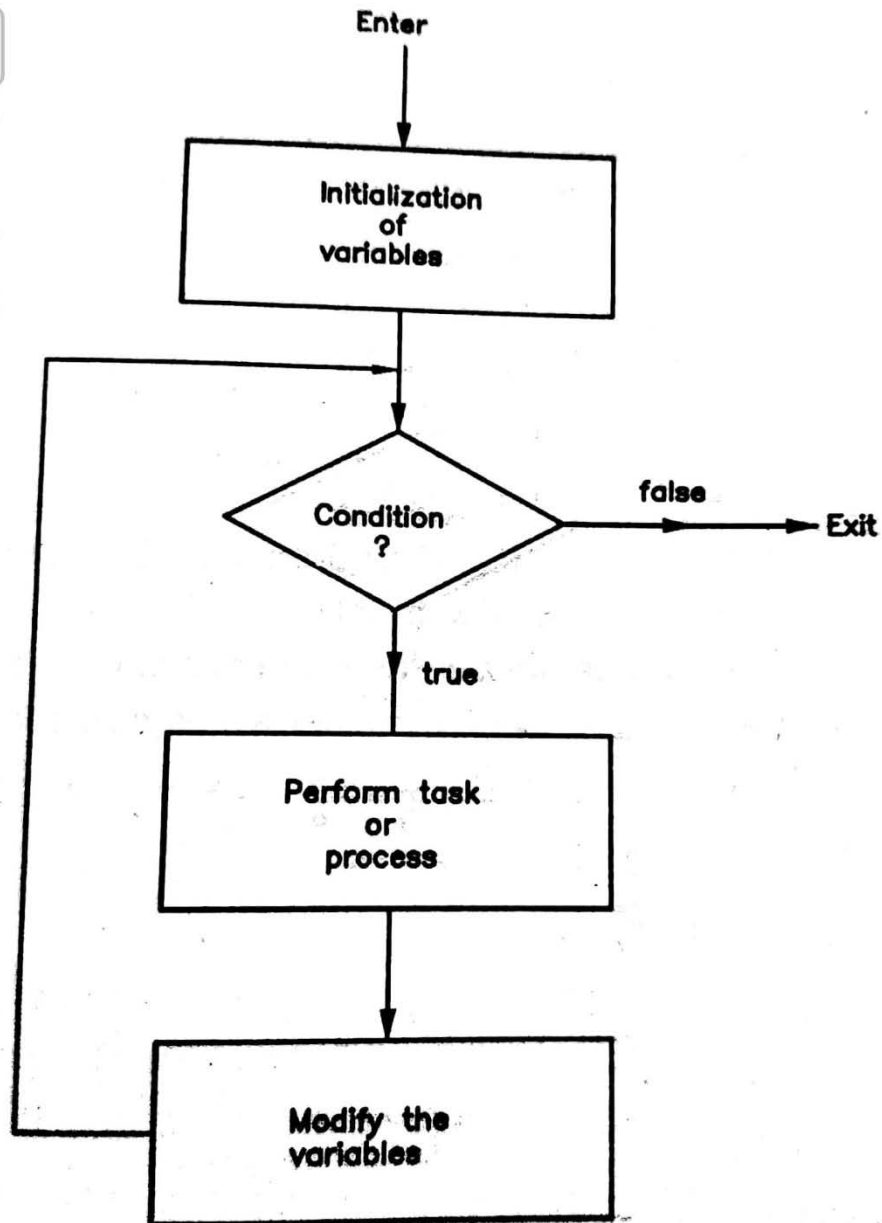 Enter
Initialization
of
variables
Condition
?
false
Exit
true
Perform task
or
process
Modify the
variables